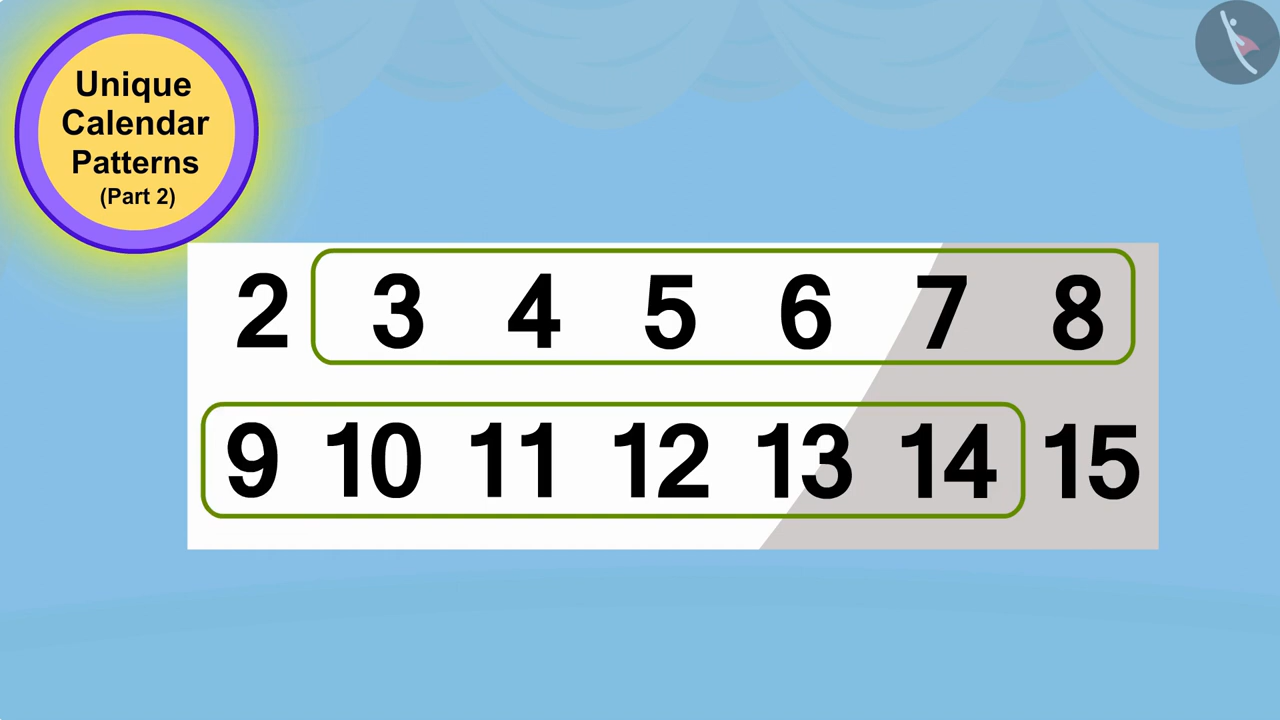 Unique
Calendar
Patterns
(Part 2)
2 3 4 5 6 7 8
9 10 11 12 13 14 15